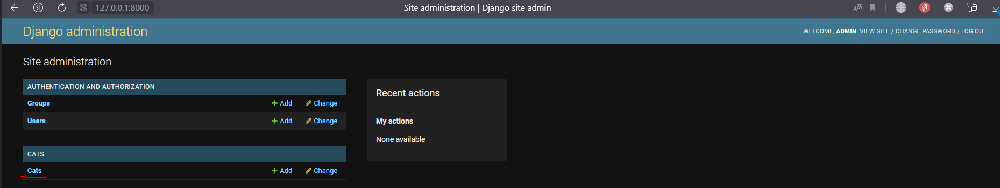 127.0.0.1:8000 Site administration | Django site admin
Django administration
WELCOME, ADMIN. VIEW SITE / CHANGE PASSWORD / LOG OUT
Site administration
AUTHENTICATION AND AUTHORIZATION
Groups Add Change
Users Add Change
CATS
Cats Add Change
Recent actions
My actions
None available